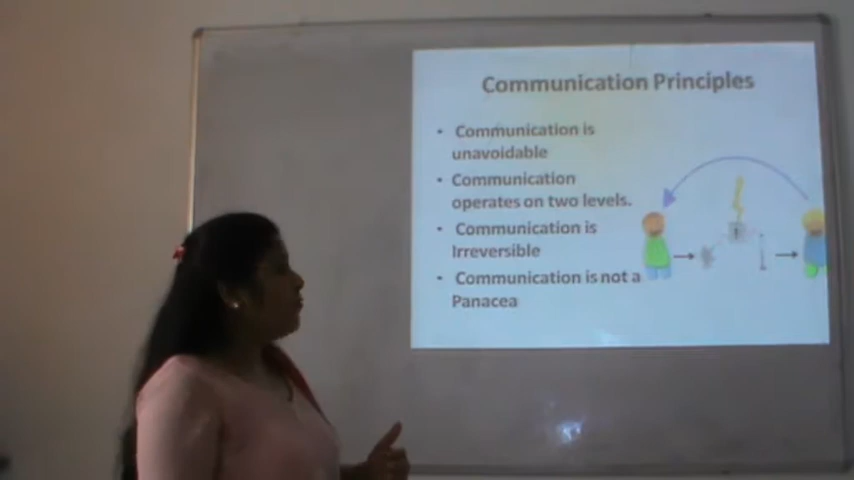 Communication Principles
• Communication is
unavoidable
• Communication
operates on two levels.
• Communication is
Irreversible
• Communication is not a
Panacea